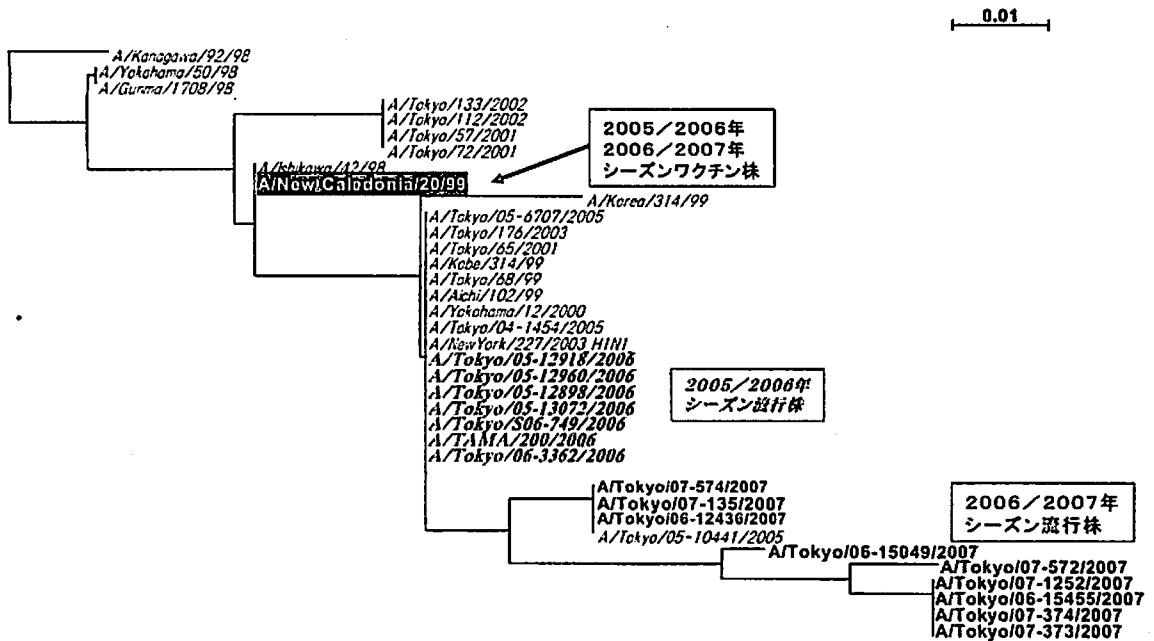 0.01
A/Kanagawa/92/98
A/Yokohama/50/98
A/Gunma/1708/98
A/Tokyo/133/2002
A/Tokyo/112/2002
A/Tokyo/57/2001
A/Tokyo/72/2001
2005/2006年
2006/2007年
シーズンワクチン株
A/Ishikawa/42/98
A/New Caledonia/20/99
A/Korea/314/99
A/Tokyo/05-6707/2005
A/Tokyo/176/2003
A/Tokyo/65/2001
A/Kobe/314/99
A/Tokyo/68/99
A/Aichi/102/99
A/Yokohama/12/2000
A/Tokyo/04-1454/2005
A/NewYork/227/2003 H1N1
A/Tokyo/05-12918/2006
A/Tokyo/05-12960/2006
A/Tokyo/05-12898/2006
A/Tokyo/05-13072/2006
A/Tokyo/S06-749/2006
A/TAMA/200/2006
A/Tokyo/06-3362/2006
2005/2006年
シーズン流行株
A/Tokyo/07-574/2007
A/Tokyo/07-135/2007
A/Tokyo/06-12436/2007
A/Tokyo/05-10441/2005
2006/2007年
シーズン流行株
A/Tokyo/06-15049/2007
A/Tokyo/07-572/2007
A/Tokyo/07-1252/2007
A/Tokyo/06-15455/2007
A/Tokyo/07-374/2007
A/Tokyo/07-373/2007